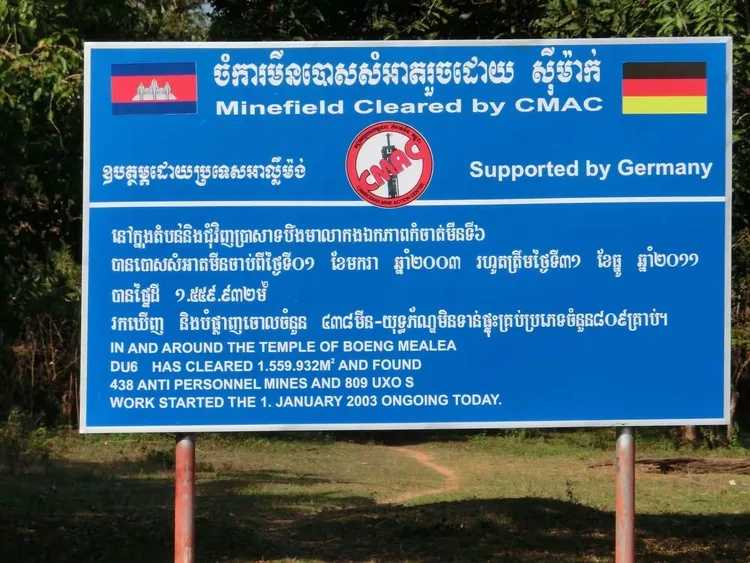 ចំការមីនបោសសំអាតរួចដោយ ស៊ីម៉ាក់
Minefield Cleared by CMAC
ឧបត្ថម្ភដោយប្រទេសអាល្លឺម៉ង់
CMAC
CAMBODIAN MINE ACTION CENTRE
Supported by Germany
នៅក្នុងតំបន់និងជុំវិញប្រាសាទបឹងមាលាកងឯកភាពកំចាត់មីនទី៦
បានបោសសំអាតមីនចាប់ពីថ្ងៃទី០១ ខែមករា ឆ្នាំ២០០៣ រហូតត្រឹមថ្ងៃទី៣១ ខែធ្នូ ឆ្នាំ២០១១
បានផ្ទៃដី ១.៥៥៩.៩៣២ម៉
រកឃើញ និងបំផ្លាញចោលចំនួន ៤៣៨មីន-យុទ្ធភ័ណ្ឌមិនទាន់ផ្ទុះគ្រប់ប្រភេទចំនួន៨០៩គ្រាប់។
IN AND AROUND THE TEMPLE OF BOENG MEALEA
DU6 HAS CLEARED 1.559.932M² AND FOUND
438 ANTI PERSONNEL MINES AND 809 UXO S
WORK STARTED THE 1. JANUARY 2003 ONGOING TODAY.